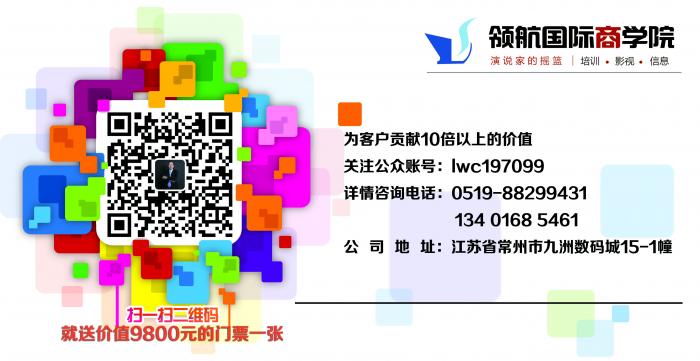 领航国际商学院
演说家的摇篮 | 培训 • 影视 • 信息
为客户贡献10倍以上的价值
关注公众账号：lwc197099
详情咨询电话：0519-88299431
134 0168 5461
公 司 地 址：江苏省常州市九洲数码城15-1幢
扫一扫二维码
就送价值9800元的门票一张